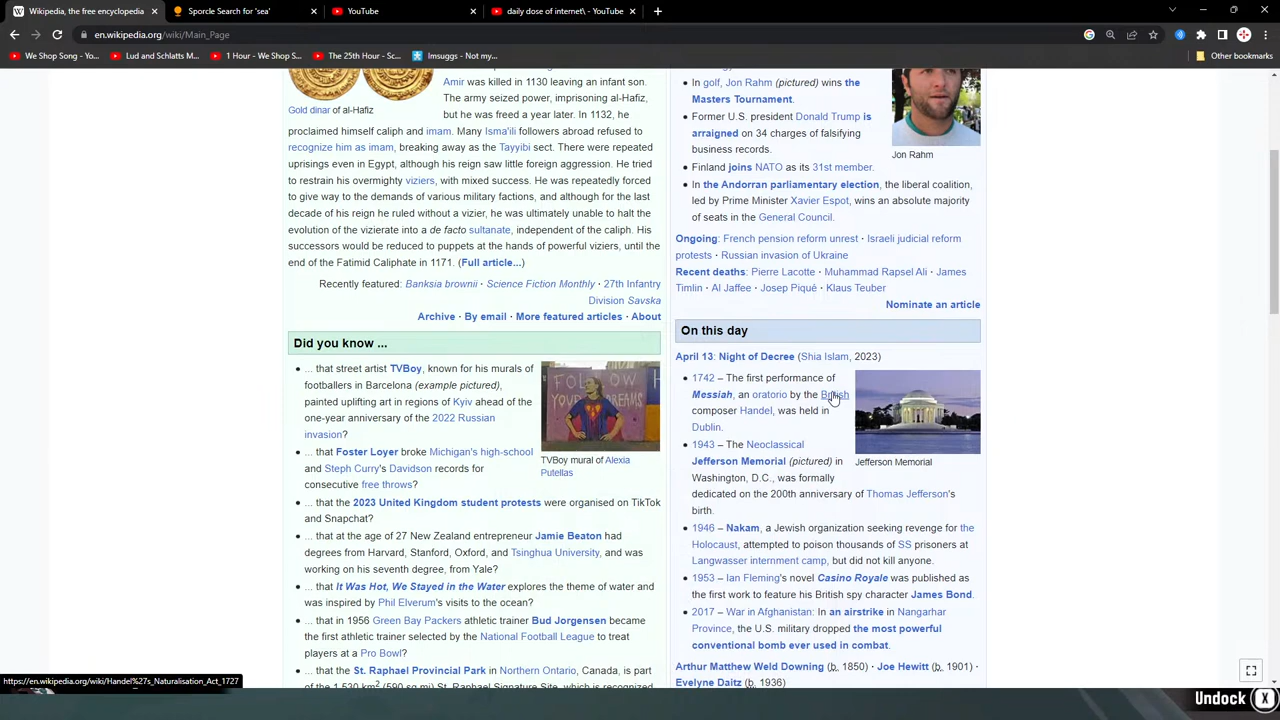 Wikipedia, the free encyclopedia
Sporcle Search for 'sea'
YouTube
daily dose of internet\ - YouTube
en.wikipedia.org/wiki/Main_Page
We Shop Song - Yo...
Lud and Schlatts M...
1 Hour - We Shop S...
The 25th Hour - Sc...
Imsuggs - Not my...
Other bookmarks
Gold dinar of al-Hafiz
Amir was killed in 1130 leaving an infant son.
The army seized power, imprisoning al-Hafiz,
but he was freed a year later. In 1132, he
proclaimed himself caliph and imam. Many Isma'ili followers abroad refused to
recognize him as imam, breaking away as the Tayyibi sect. There were repeated
uprisings even in Egypt, although his reign saw little foreign aggression. He tried
to restrain his overmighty viziers, with mixed success. He was repeatedly forced
to give way to the demands of various military factions, and although for the last
decade of his reign he ruled without a vizier, he was ultimately unable to halt the
evolution of the vizierate into a de facto sultanate, independent of the caliph. His
successors would be reduced to puppets at the hands of powerful viziers, until the
end of the Fatimid Caliphate in 1171. (Full article...)
Recently featured: Banksia brownii · Science Fiction Monthly · 27th Infantry
Division Savska
Archive · By email · More featured articles · About
Did you know ...
... that street artist TVBoy, known for his murals of
footballers in Barcelona (example pictured),
painted uplifting art in regions of Kyiv ahead of the
one-year anniversary of the 2022 Russian
invasion?
... that Foster Loyer broke Michigan's high-school
and Steph Curry's Davidson records for
consecutive free throws?
FOLLOW
YOUR DREAMS
TVBoy mural of Alexia
Putellas
... that the 2023 United Kingdom student protests were organised on TikTok
and Snapchat?
... that at the age of 27 New Zealand entrepreneur Jamie Beaton had
degrees from Harvard, Stanford, Oxford, and Tsinghua University, and was
working on his seventh degree, from Yale?
... that It Was Hot, We Stayed in the Water explores the theme of water and
was inspired by Phil Elverum's visits to the ocean?
... that in 1956 Green Bay Packers athletic trainer Bud Jorgensen became
the first athletic trainer selected by the National Football League to treat
players at a Pro Bowl?
... that the St. Raphael Provincial Park in Northern Ontario, Canada, is part
of the 1,530 km2 (590 sq mi) St. Raphael Signature Site, which is recognized
In golf, Jon Rahm (pictured) wins the
Masters Tournament.
Former U.S. president Donald Trump is
arraigned on 34 charges of falsifying
business records.
Jon Rahm
Finland joins NATO as its 31st member.
In the Andorran parliamentary election, the liberal coalition,
led by Prime Minister Xavier Espot, wins an absolute majority
of seats in the General Council.
Ongoing: French pension reform unrest · Israeli judicial reform
protests · Russian invasion of Ukraine
Recent deaths: Pierre Lacotte · Muhammad Rapsel Ali · James
Timlin · Al Jaffee · Josep Piqué · Klaus Teuber
Nominate an article
On this day
April 13: Night of Decree (Shia Islam, 2023)
1742 – The first performance of
Messiah, an oratorio by the British
composer Handel, was held in
Dublin.
1943 – The Neoclassical
Jefferson Memorial (pictured) in
Washington, D.C., was formally
dedicated on the 200th anniversary of Thomas Jefferson's
birth.
Jefferson Memorial
1946 – Nakam, a Jewish organization seeking revenge for the
Holocaust, attempted to poison thousands of SS prisoners at
Langwasser internment camp, but did not kill anyone.
1953 – Ian Fleming's novel Casino Royale was published as
the first work to feature his British spy character James Bond.
2017 – War in Afghanistan: In an airstrike in Nangarhar
Province, the U.S. military dropped the most powerful
conventional bomb ever used in combat.
Arthur Matthew Weld Downing (b. 1850) · Joe Hewitt (b. 1901) ·
Evelyne Daitz (b. 1936)
https://en.wikipedia.org/wiki/Handel%27s_Naturalisation_Act_1727
Undock X